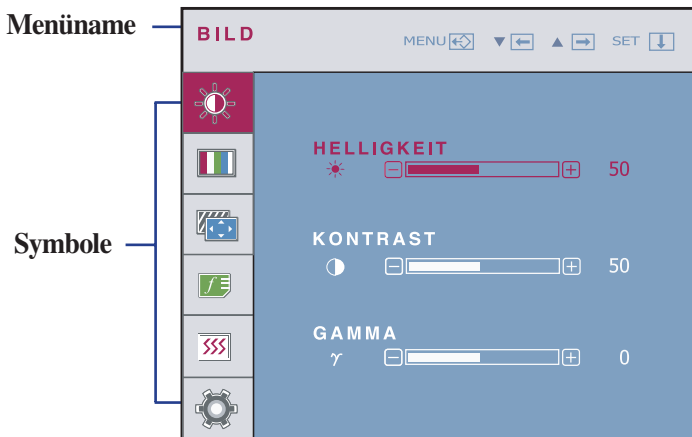 Menüname
BILD
MENU SET
HELLIGKEIT
50
Symbole
KONTRAST
50
GAMMA
γ 0